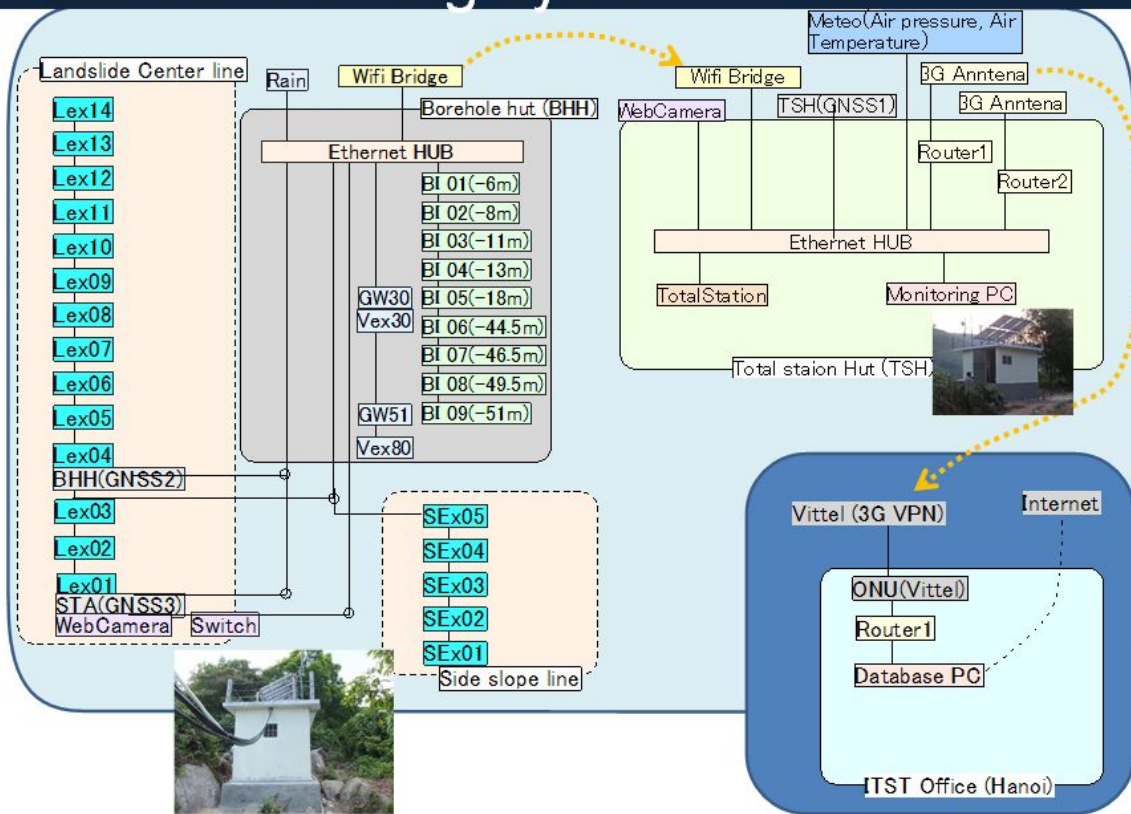 Meteo(Air pressure, Air
Temperature)
Landslide Center line
Rain
Wifi Bridge
Wifi Bridge
3G Anntena
3G Anntena
WebCamera
TSH(GNSS1)
Borehole hut (BHH)
Lex14
Lex13
Lex12
Lex11
Lex10
Lex09
Lex08
Lex07
Lex06
Lex05
Lex04
BHH(GNSS2)
Lex03
Lex02
Lex01
STA(GNSS3)
WebCamera
Switch
Ethernet HUB
BI 01(-6m)
BI 02(-8m)
BI 03(-11m)
BI 04(-13m)
BI 05(-18m)
BI 06(-44.5m)
BI 07(-46.5m)
BI 08(-49.5m)
BI 09(-51m)
GW30
Vex30
GW51
Vex80
SEx05
SEx04
SEx03
SEx02
SEx01
Side slope line
Router1
Router2
Ethernet HUB
TotalStation
Monitoring PC
Total staion Hut (TSH)
Vittel (3G VPN)
Internet
ONU(Vittel)
Router1
Database PC
ITST Office (Hanoi)